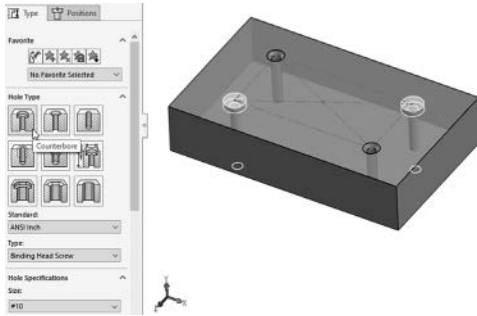 Type
Positions
Favorite
No Favorite Selected
Hole Type
Counterbore
Standard:
ANSI Inch
Type:
Binding Head Screw
Hole Specifications
Size:
#10